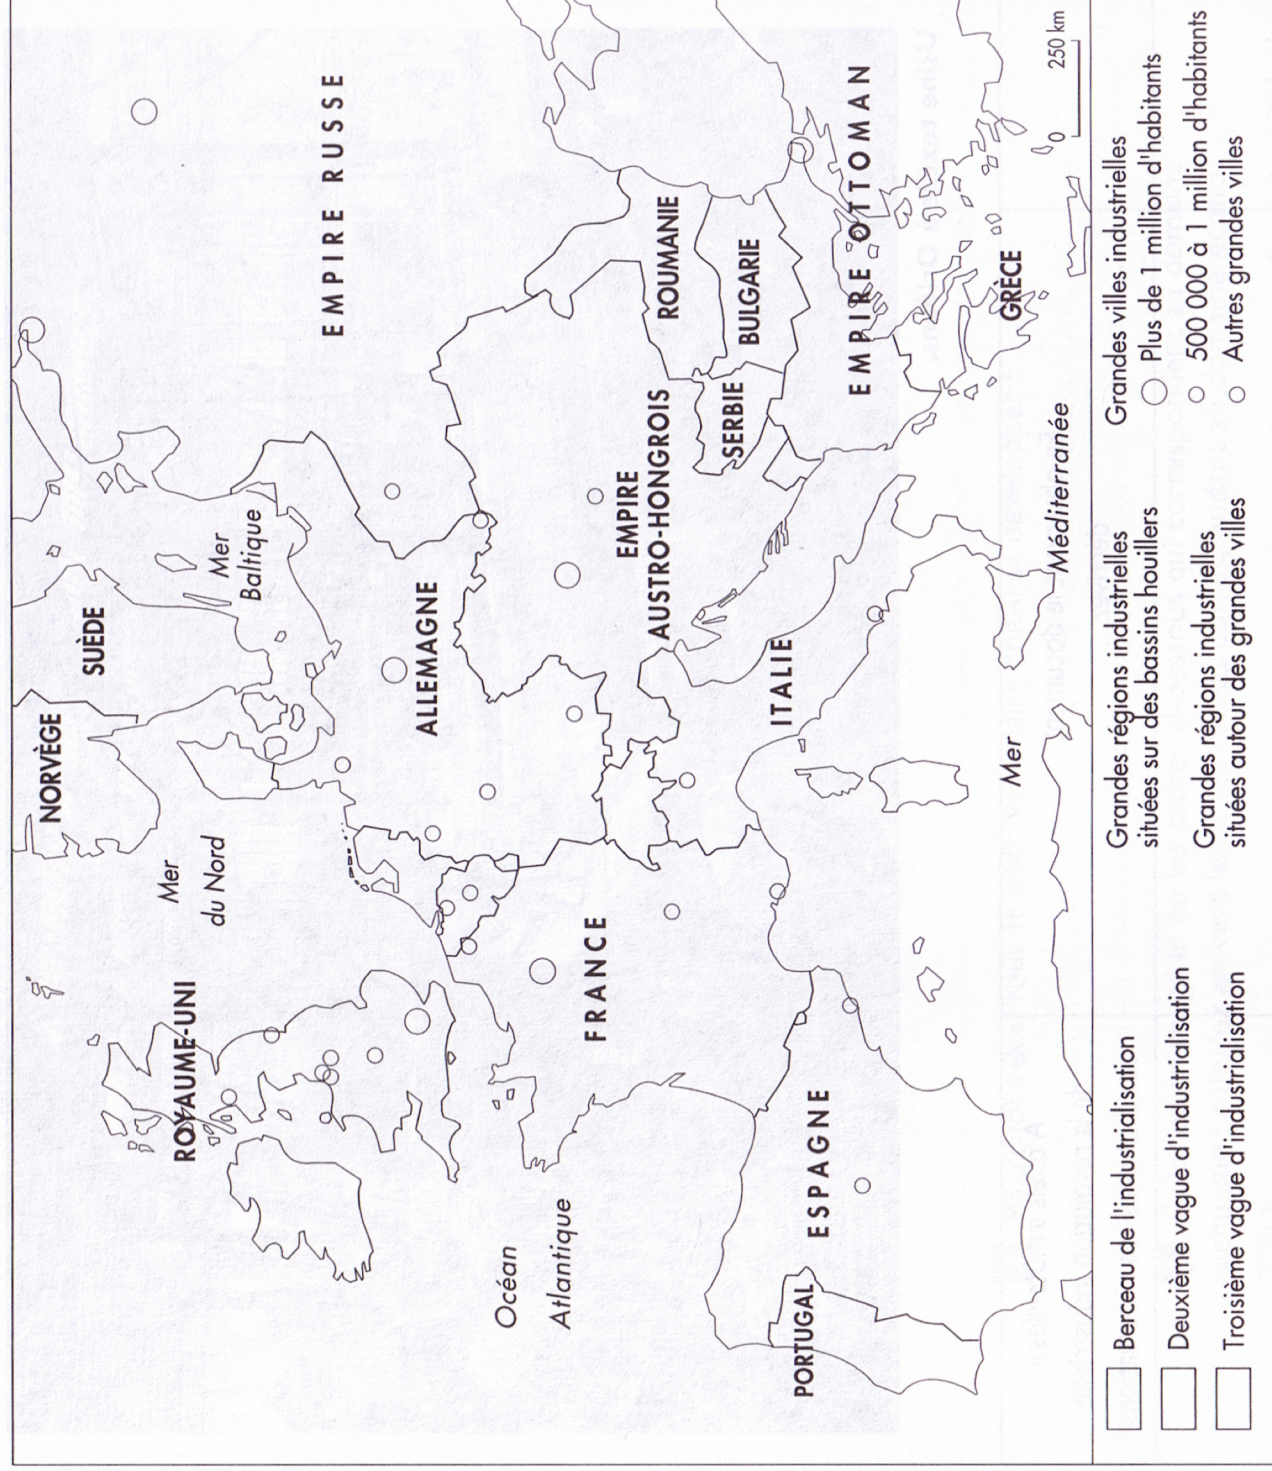 NORVÈGE
SUÈDE
Mer
du Nord
Mer
Baltique
EMPIRE RUSSE
ROYAUME-UNI
ALLEMAGNE
Océan
Atlantique
FRANCE
EMPIRE
AUSTRO-HONGROIS
ROUMANIE
SERBIE
BULGARIE
ITALIE
PORTUGAL
ESPAGNE
EMPIRE OTTOMAN
GRÈCE
Mer
Méditerranée
0 250 km
Berceau de l'industrialisation
Deuxième vague d'industrialisation
Troisième vague d'industrialisation
Grandes régions industrielles
situées sur des bassins houillers
Grandes régions industrielles
situées autour des grandes villes
Grandes villes industrielles
Plus de 1 million d'habitants
500 000 à 1 million d'habitants
Autres grandes villes